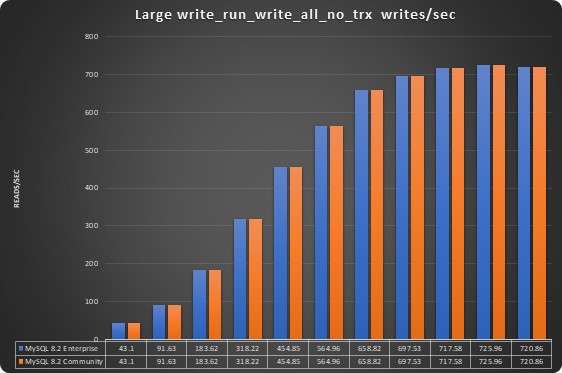 Large write_run_write_all_no_trx writes/sec
800
700
600
500
400
300
200
100
0
READS/SEC
MySQL 8.2 Enterprise 43.1 91.63 183.62 318.22 454.85 564.96 658.82 697.53 717.58 725.96 720.86
MySQL 8.2 Community 43.1 91.63 183.62 318.22 454.85 564.96 658.82 697.53 717.58 725.96 720.86